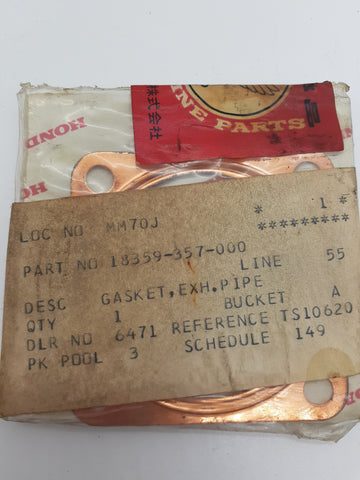 株式会社
INE PARTS
HOND
HOND
HON
LOC NO MM70J * 1 *
*********
PART NO 18359-357-000 LINE 55
DESC GASKET,EXH.PIPE
QTY 1 BUCKET A
DLR NO 6471 REFERENCE TS10620
PK POOL 3 SCHEDULE 149